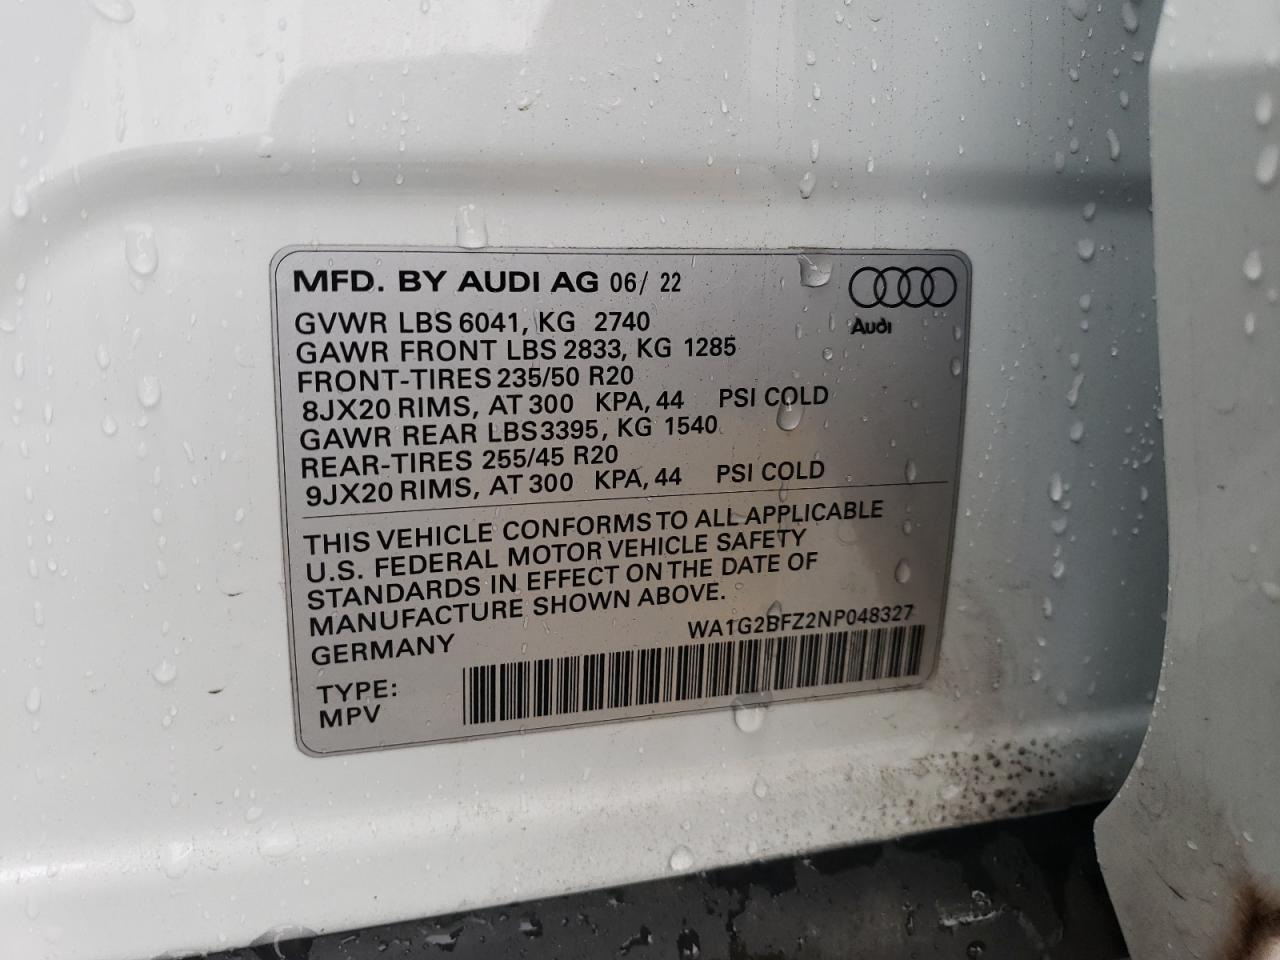 MFD. BY AUDI AG 06/ 22
Audi
GVWR LBS 6041, KG 2740
GAWR FRONT LBS 2833, KG 1285
FRONT-TIRES 235/50 R20
8JX20 RIMS, AT 300 KPA, 44 PSI COLD
GAWR REAR LBS3395, KG 1540
REAR-TIRES 255/45 R20
9JX20 RIMS, AT 300 KPA, 44 PSI COLD
THIS VEHICLE CONFORMS TO ALL APPLICABLE
U.S. FEDERAL MOTOR VEHICLE SAFETY
STANDARDS IN EFFECT ON THE DATE OF
MANUFACTURE SHOWN ABOVE.
GERMANY WA1G2BFZ2NP048327
TYPE:
MPV